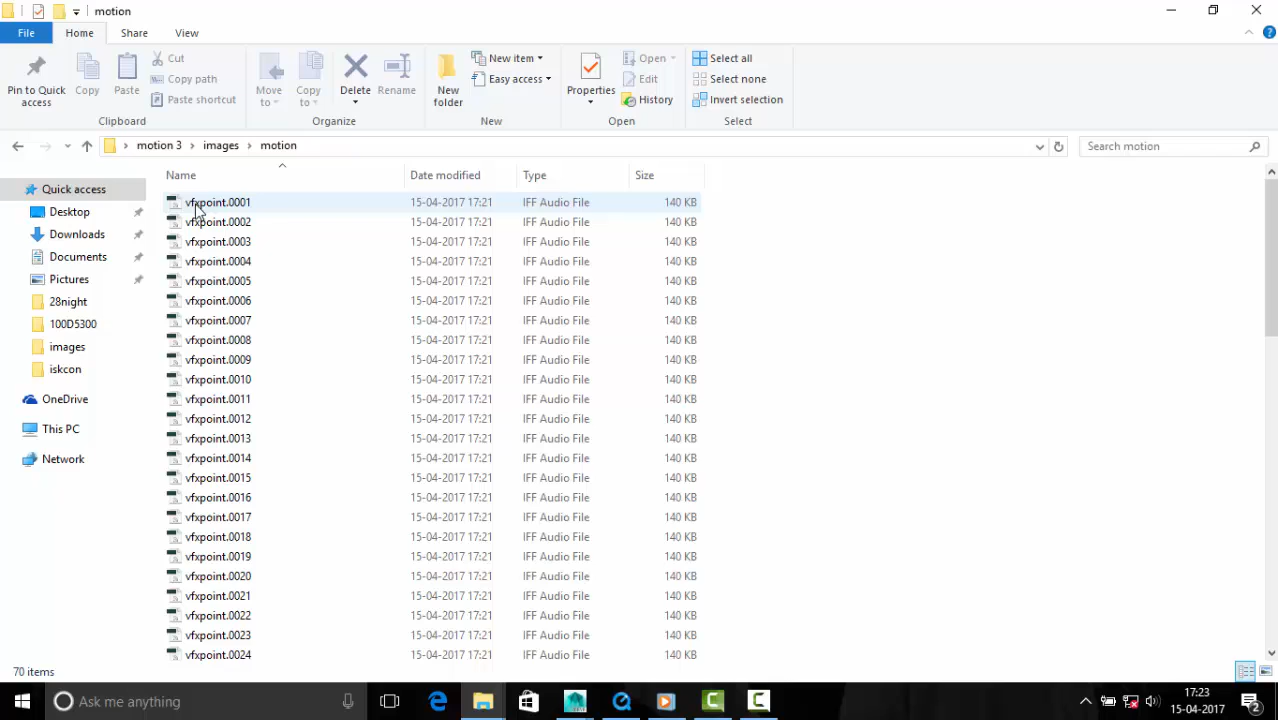 motion
File Home Share View
Pin to Quick access
Copy
Paste
Cut
Copy path
Paste shortcut
Clipboard
Move to
Copy to
Delete
Rename
Organize
New folder
New item
Easy access
New
Properties
Open
Edit
History
Open
Select all
Select none
Invert selection
Select
motion 3 › images › motion
Search motion
Name Date modified Type Size
Quick access
Desktop
Downloads
Documents
Pictures
28night
100D5300
images
iskcon
OneDrive
This PC
Network
vfxpoint.0001 15-04-2017 17:21 IFF Audio File 140 KB
vfxpoint.0002 15-04-2017 17:21 IFF Audio File 140 KB
vfxpoint.0003 15-04-2017 17:21 IFF Audio File 140 KB
vfxpoint.0004 15-04-2017 17:21 IFF Audio File 140 KB
vfxpoint.0005 15-04-2017 17:21 IFF Audio File 140 KB
vfxpoint.0006 15-04-2017 17:21 IFF Audio File 140 KB
vfxpoint.0007 15-04-2017 17:21 IFF Audio File 140 KB
vfxpoint.0008 15-04-2017 17:21 IFF Audio File 140 KB
vfxpoint.0009 15-04-2017 17:21 IFF Audio File 140 KB
vfxpoint.0010 15-04-2017 17:21 IFF Audio File 140 KB
vfxpoint.0011 15-04-2017 17:21 IFF Audio File 140 KB
vfxpoint.0012 15-04-2017 17:21 IFF Audio File 140 KB
vfxpoint.0013 15-04-2017 17:21 IFF Audio File 140 KB
vfxpoint.0014 15-04-2017 17:21 IFF Audio File 140 KB
vfxpoint.0015 15-04-2017 17:21 IFF Audio File 140 KB
vfxpoint.0016 15-04-2017 17:21 IFF Audio File 140 KB
vfxpoint.0017 15-04-2017 17:21 IFF Audio File 140 KB
vfxpoint.0018 15-04-2017 17:21 IFF Audio File 140 KB
vfxpoint.0019 15-04-2017 17:21 IFF Audio File 140 KB
vfxpoint.0020 15-04-2017 17:21 IFF Audio File 140 KB
vfxpoint.0021 15-04-2017 17:21 IFF Audio File 140 KB
vfxpoint.0022 15-04-2017 17:21 IFF Audio File 140 KB
vfxpoint.0023 15-04-2017 17:21 IFF Audio File 140 KB
vfxpoint.0024 15-04-2017 17:21 IFF Audio File 140 KB
70 items
Ask me anything
17:23
15-04-2017
2